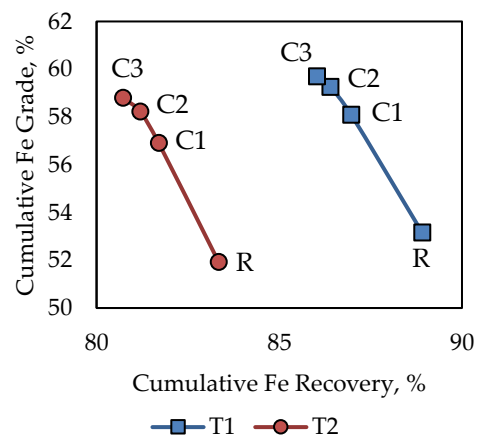 Cumulative Fe Grade, %
62
60
58
56
54
52
50
C3
C2
C1
R
C3
C2
C1
R
80
85
90
Cumulative Fe Recovery, %
T1
T2